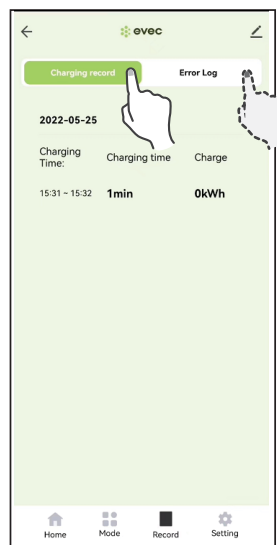 evec
Charging record Error Log
2022-05-25
Charging
Time: Charging time Charge
15:31 ~ 15:32 1min 0kWh
Home Mode Record Setting